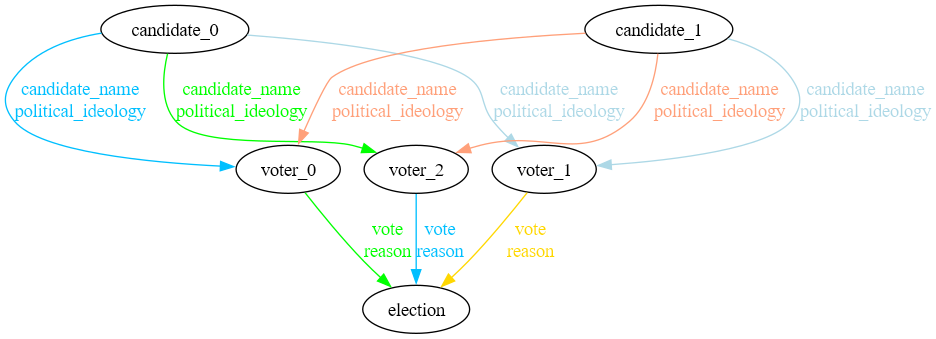 candidate_0
candidate_1
candidate_name
political_ideology
candidate_name
political_ideology
candidate_name
political_ideology
candidate_name
political_ideology
candidate_name
political_ideology
candidate_name
political_ideology
voter_0
voter_2
voter_1
vote
reason
vote
reason
vote
reason
election